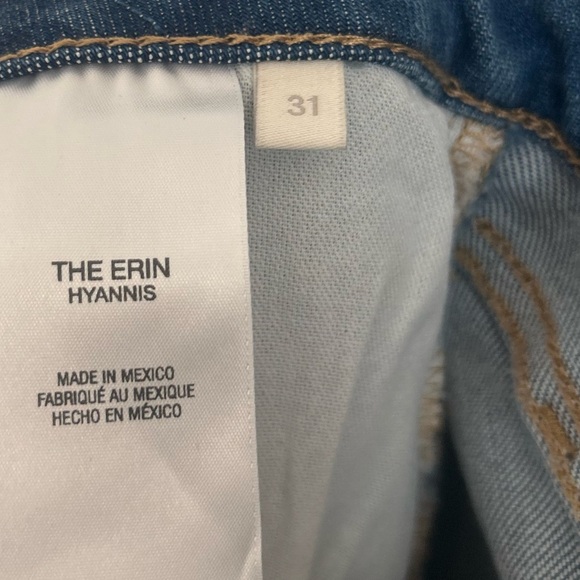 31
THE ERIN
HYANNIS
MADE IN MEXICO
FABRIQUÉ AU MEXIQUE
HECHO EN MÉXICO